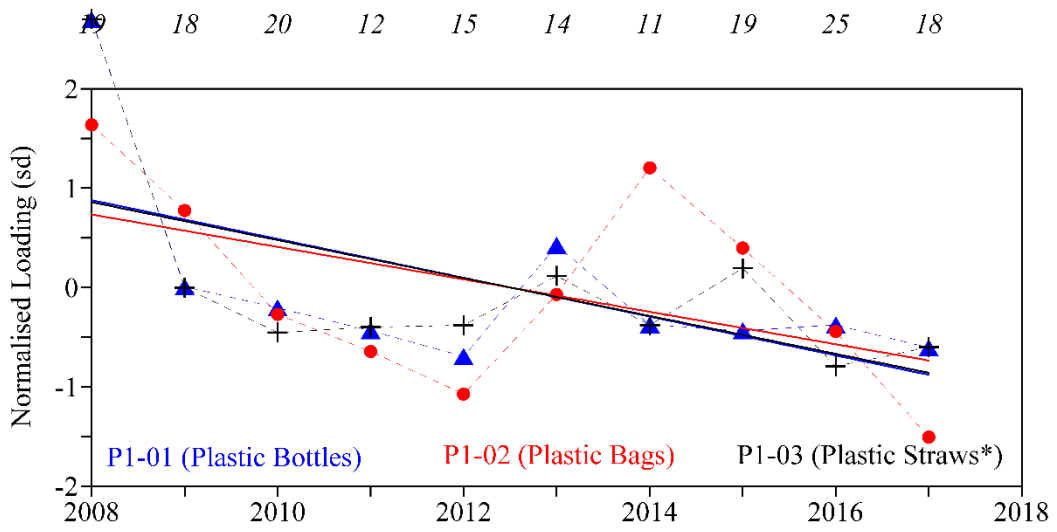 19 18 20 12 15 14 11 19 25 18
2
1
0
-1
-2
Normalised Loading (sd)
P1-01 (Plastic Bottles) P1-02 (Plastic Bags) P1-03 (Plastic Straws*)
2008 2010 2012 2014 2016 2018